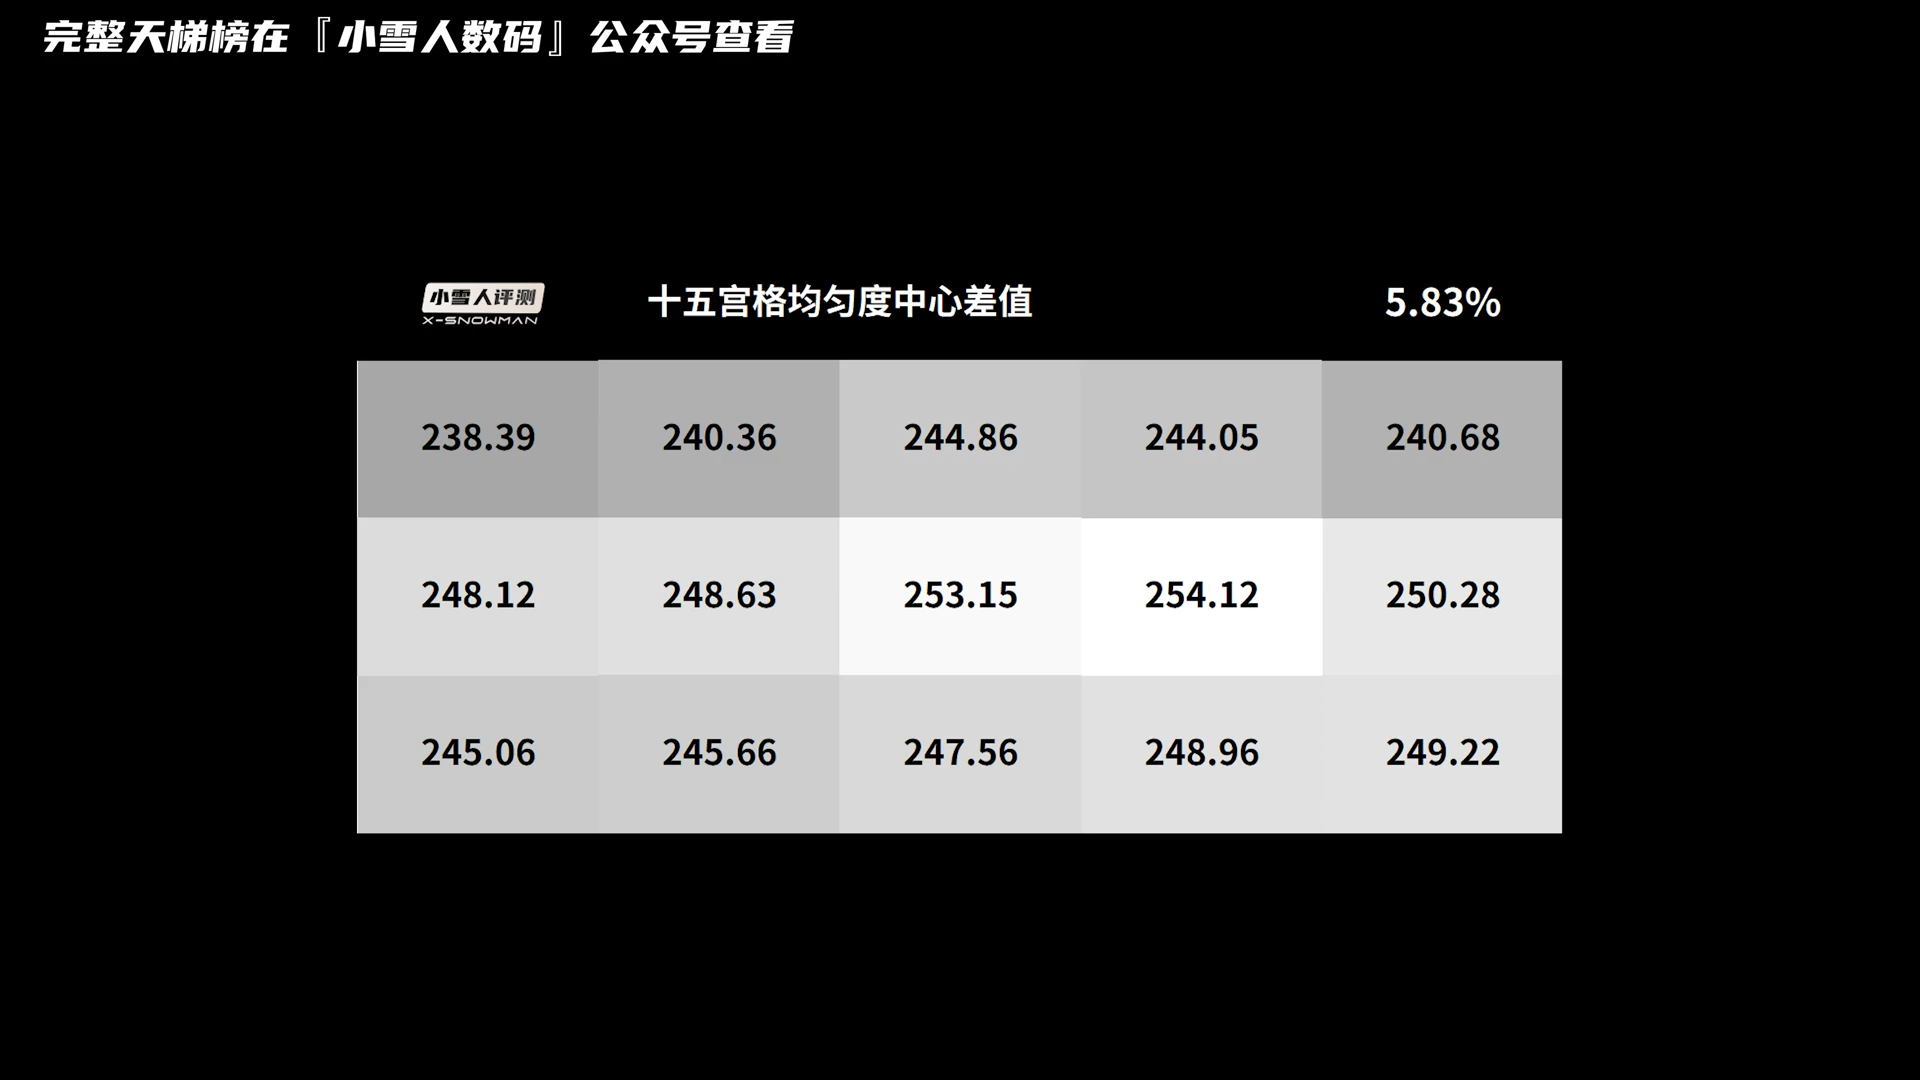 完整天梯榜在『小雪人数码』公众号查看
小雪人评测
X-SNOWMAN
十五宫格均匀度中心差值 5.83%
238.39 240.36 244.86 244.05 240.68
248.12 248.63 253.15 254.12 250.28
245.06 245.66 247.56 248.96 249.22